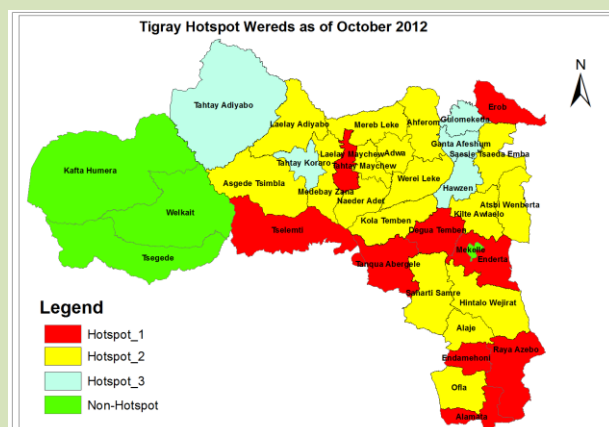 Tigray Hotspot Wereds as of October 2012
N
Erob
Tahtay Adiyabo
Gulomekeda
Laelay Adiyabo
Mereb Leke
Ahferom
Ganta Afeshum
Saesie Tsaeda Emba
Laelay Maychew
Adwa
Tahtay Koraro
Tahtay Maychew
Kafta Humera
Asgede Tsimbla
Medebay Zana
Werei Leke
Hawzen
Naeder Adet
Atsbi Wenberta
Welkait
Kola Temben
Kilte Awlaelo
Tselemti
Degua Temben
Mekelle
Enderta
Tsegede
Tanqua Abergele
Saharti Samre
Hintalo Wejirat
Alaje
Raya Azebo
Endamehoni
Ofla
Alamata
Legend
Hotspot_1
Hotspot_2
Hotspot_3
Non-Hotspot